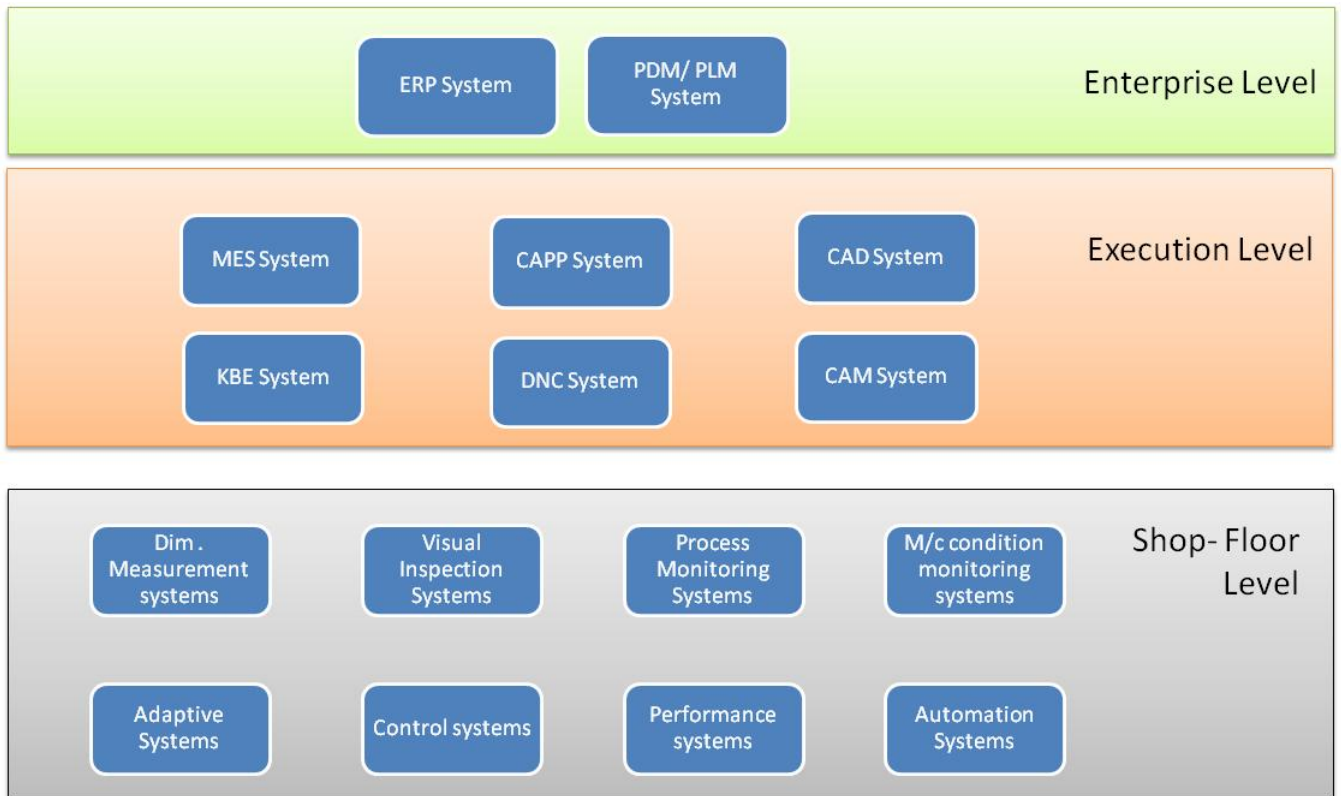 ERP System
PDM/ PLM
System
Enterprise Level
MES System
CAPP System
CAD System
Execution Level
KBE System
DNC System
CAM System
Dim .
Measurement
systems
Visual
Inspection
Systems
Process
Monitoring
Systems
M/c condition
monitoring
systems
Shop- Floor
Level
Adaptive
Systems
Control systems
Performance
systems
Automation
Systems